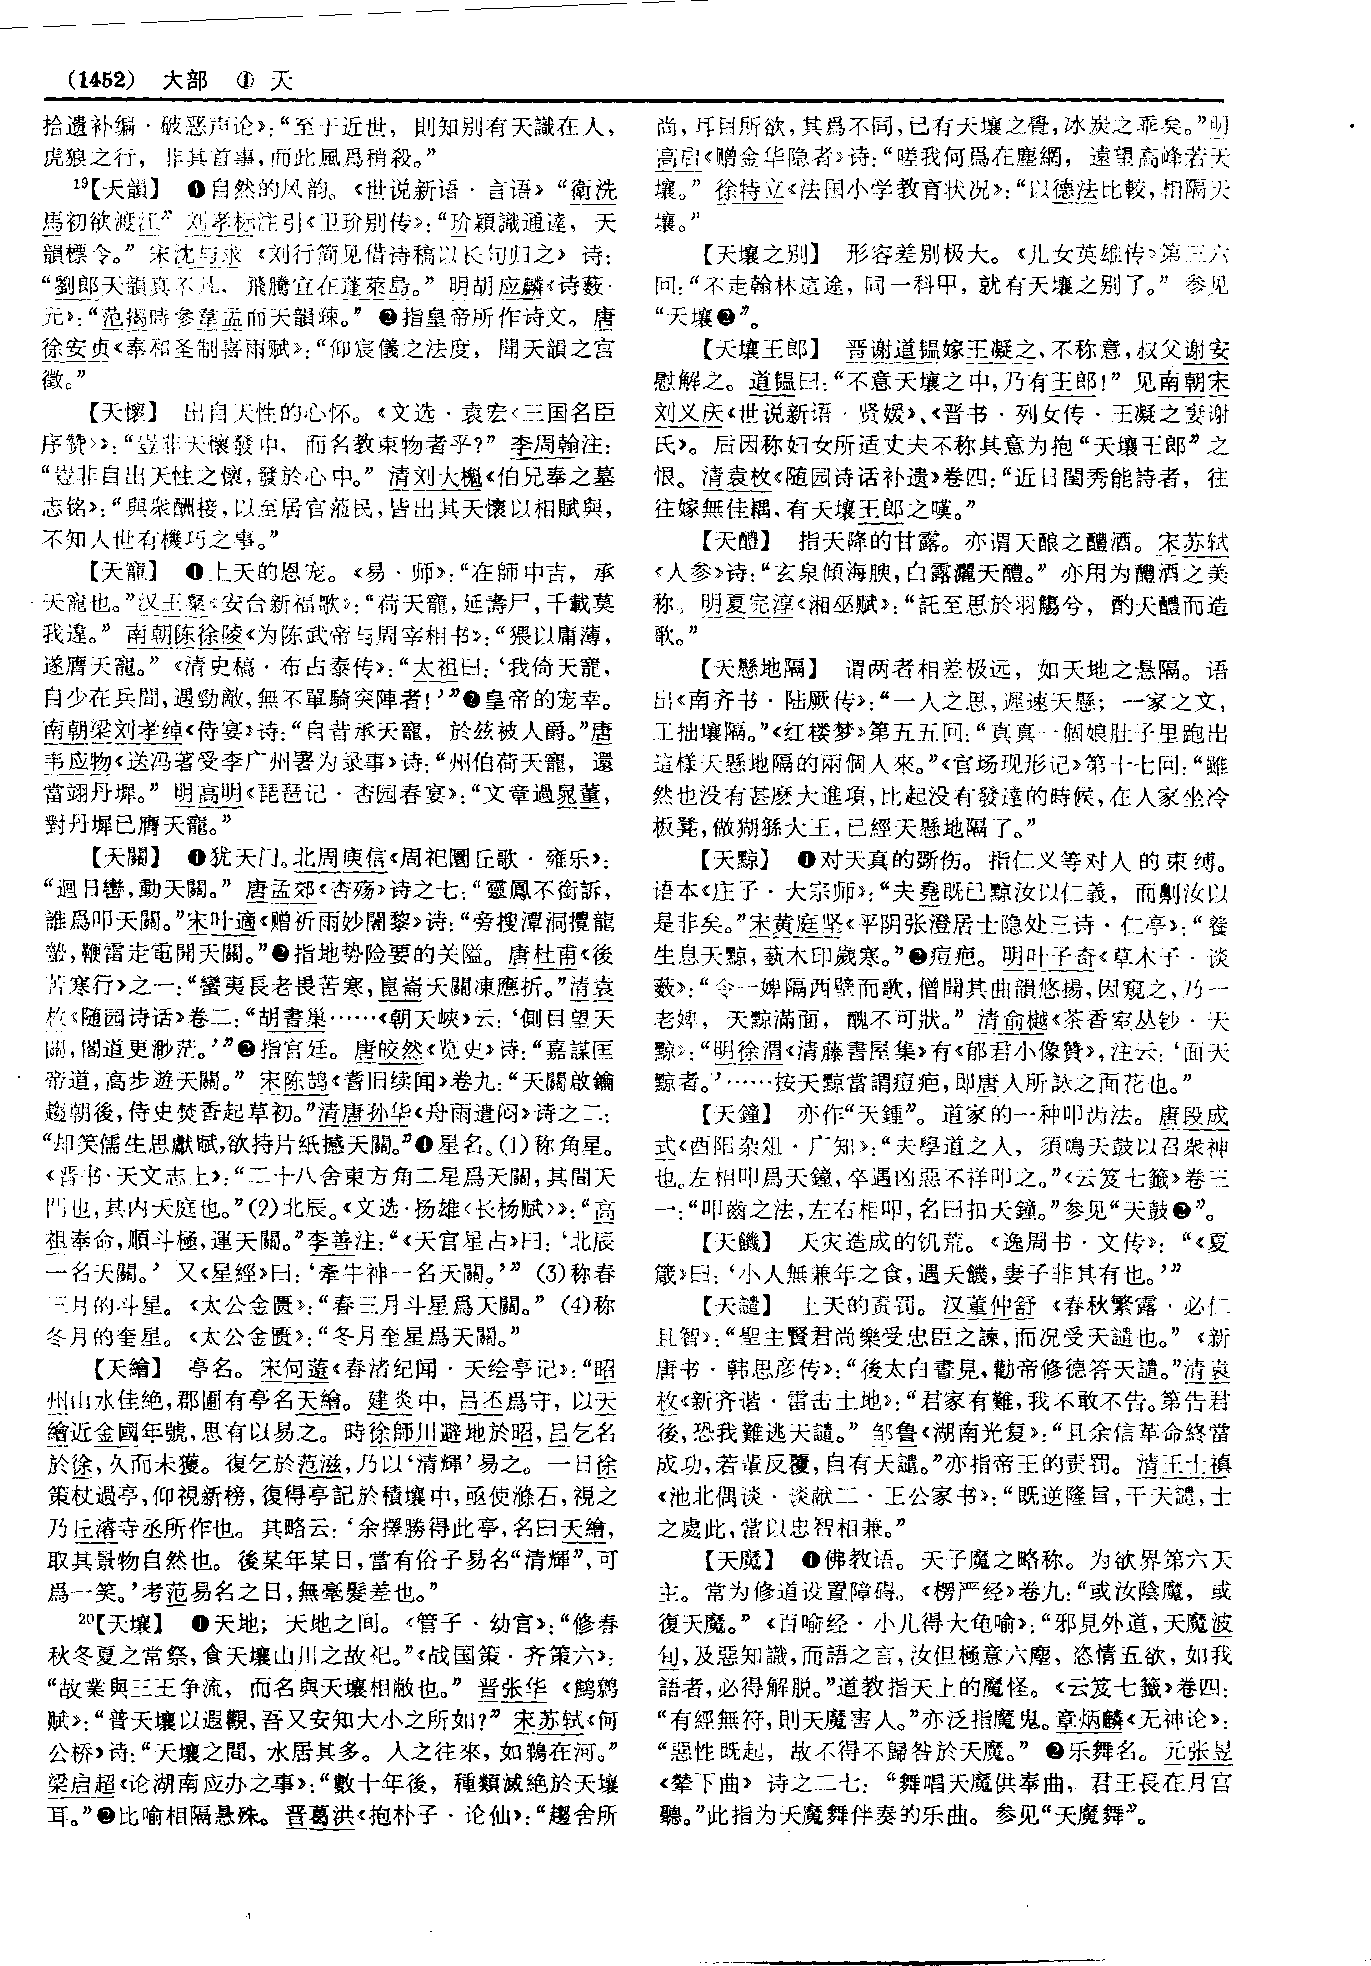 (1452) 大部 ① 天
拾遗补编·破恶声论》：“至于近世，則知别有天識在人，
虎狼之行，非其首事，而此風爲稍殺。”
19【天韻】 ❶自然的风韵。《世说新语·言语》“衛洗
馬初欲渡江” 刘孝标注引《卫玠别传》：“玠穎識通達，天
韻標令。” 宋沈与求《刘行简见借诗稿以长句归之》诗：
“劉郎天韻真不凡，飛騰宜在蓬萊島。” 明胡应麟《诗薮·
元》：“范揭時參韋孟而天韻疎。” ❷指皇帝所作诗文。唐
徐安贞《奉和圣制喜雨赋》：“仰宸儀之法度，聞天韻之宫
徵。”
【天懷】 出自天性的心怀。《文选·袁宏〈三国名臣
序赞〉》：“豈非天懷發中，而名教束物者乎？” 李周翰注：
“豈非自出天性之懷，發於心中。” 清刘大櫆《伯兄奉之墓
志铭》：“與衆酬接，以至居官蒞民，皆出其天懷以相賦與，
不知人世有機巧之事。”
【天寵】 ❶上天的恩宠。《易·师》：“在師中吉，承
天寵也。”汉王粲《安台新福歌》：“荷天寵，延壽尸，千載莫
我違。” 南朝陈徐陵《为陈武帝与周宰相书》：“猥以庸薄，
遂膺天寵。” 《清史稿·布占泰传》：“太祖曰：‘我倚天寵，
自少在兵間，遇勁敵，無不單騎突陣者！’”❷皇帝的宠幸。
南朝梁刘孝绰《侍宴》诗：“自昔承天寵，於兹被人爵。”唐
韦应物《送冯著受李广州署为录事》诗：“州伯荷天寵，還
當翊丹墀。” 明高明《琵琶记·杏园春宴》：“文章過晁董，
對丹墀已膺天寵。”
【天關】 ❶犹天门。北周庾信《周祀圜丘歌·雍乐》：
“迴日轡，動天關。” 唐孟郊《杏殇》诗之七：“靈鳳不銜訴，
誰爲叩天關。”宋叶適《赠祈雨妙闍黎》诗：“旁搜潭洞攪龍
蟄，鞭雷走電開天關。”❷指地势险要的关隘。唐杜甫《後
苦寒行》之一：“蠻夷長老畏苦寒，崑崙天關凍應折。”清袁
枚《随园诗话》卷二：“胡書巢……《朝天峽》云：‘側目望天
關，閣道更渺茫。’”❸指宫廷。唐皎然《览史》诗：“嘉謀匡
帝道，高步遊天關。” 宋陈鹄《耆旧续闻》卷九：“天關啟鑰
趨朝後，侍史焚香起草初。”清唐孙华《舟雨遣闷》诗之二：
“却笑儒生思獻賦，欲持片紙撼天關。”❹星名。(1)称角星。
《晋书·天文志上》：“二十八舍東方角二星爲天關，其間天
門也，其内天庭也。”(2)北辰。《文选·扬雄〈长杨赋〉》：“高
祖奉命，順斗極，運天關。”李善注：“《天官星占》曰：‘北辰
一名天關。’ 又《星經》曰：‘牽牛神一名天關。’” (3)称春
三月的斗星。《太公金匮》：“春三月斗星爲天關。” (4)称
冬月的奎星。《太公金匮》：“冬月奎星爲天關。”
【天繪】 亭名。宋何薳《春渚纪闻·天绘亭记》：“昭
州山水佳絶，郡圃有亭名天繪。建炎中，吕丕爲守，以天
繪近金國年號，思有以易之。時徐師川避地於昭，吕乞名
於徐，久而未獲。復乞於范滋，乃以‘清輝’易之。一日徐
策杖過亭，仰視新榜，復得亭記於積壤中，亟使滌石，視之
乃丘濬寺丞所作也。其略云：‘余擇勝得此亭，名曰天繪，
取其景物自然也。後某年某日，當有俗子易名“清輝”，可
爲一笑。’考范易名之日，無毫髮差也。”
20【天壤】 ❶天地；天地之间。《管子·幼官》：“修春
秋冬夏之常祭，食天壤山川之故祀。”《战国策·齐策六》：
“故業與三王争流，而名與天壤相敝也。” 晋张华《鹪鹩
赋》：“普天壤以遐觀，吾又安知大小之所如？” 宋苏轼《何
公桥》诗：“天壤之間，水居其多。人之往來，如鵜在河。”
梁启超《论湖南应办之事》：“數十年後，種類滅絶於天壤
耳。”❷比喻相隔悬殊。晋葛洪《抱朴子·论仙》：“趨舍所
尚，耳目所欲，其爲不同，已有天壤之覺，冰炭之乖矣。”明
高启《赠金华隐者》诗：“嗟我何爲在塵網，遠望高峰若天
壤。” 徐特立《法国小学教育状况》：“以德法比較，相隔天
壤。”
【天壤之别】 形容差别极大。《儿女英雄传》第三六
回：“不走翰林這途，同一科甲，就有天壤之别了。” 参见
“天壤❷”。
【天壤王郎】 晋谢道韫嫁王凝之，不称意，叔父谢安
慰解之。道韫曰：“不意天壤之中，乃有王郎！” 见南朝宋
刘义庆《世说新语·贤媛》、《晋书·列女传·王凝之妻谢
氏》。后因称妇女所适丈夫不称其意为抱“天壤王郎”之
恨。清袁枚《随园诗话补遗》卷四：“近日閨秀能詩者，往
往嫁無佳耦，有天壤王郎之嘆。”
【天醴】 指天降的甘露。亦谓天酿之醴酒。宋苏轼
《人参》诗：“玄泉傾海腴，白露灑天醴。” 亦用为醴酒之美
称。明夏完淳《湘巫赋》：“託至思於羽觴兮，酌天醴而造
歌。”
【天懸地隔】 谓两者相差极远，如天地之悬隔。语
出《南齐书·陆厥传》：“一人之思，遲速天懸；一家之文，
工拙壤隔。”《红楼梦》第五五回：“真真一個娘肚子里跑出
這樣天懸地隔的兩個人來。”《官场现形记》第十七回：“雖
然也没有甚麽大進項，比起没有發達的時候，在人家坐冷
板凳，做猢猻大王，已經天懸地隔了。”
【天黥】 ❶对天真的斲伤。指仁义等对人的束缚。
语本《庄子·大宗师》：“夫堯既已黥汝以仁義，而劓汝以
是非矣。”宋黄庭坚《平阴张澄居士隐处三诗·仁亭》：“養
生息天黥，藝木印歲寒。”❷痘疤。明叶子奇《草木子·谈
薮》：“令一婢隔西壁而歌，僧聞其曲韻悠揚，因窺之，乃一
老婢，天黥滿面，醜不可狀。” 清俞樾《茶香室丛钞·天
黥》：“明徐渭《清藤書屋集》有《郁君小像贊》，注云：‘面天
黥者。’……按天黥當謂痘疤，即唐人所詠之面花也。”
【天鐘】 亦作“天鍾”。道家的一种叩齿法。唐段成
式《酉阳杂俎·广知》：“夫學道之人，須鳴天鼓以召衆神
也。左相叩爲天鐘，卒遇凶惡不祥叩之。”《云笈七籤》卷三
一：“叩齒之法，左右相叩，名曰扣天鐘。”参见“天鼓❷”。
【天饑】 天灾造成的饥荒。《逸周书·文传》：“《夏
箴》曰：‘小人無兼年之食，遇天饑，妻子非其有也。’”
【天譴】 上天的责罚。汉董仲舒《春秋繁露·必仁
且智》：“聖主賢君尚樂受忠臣之諫，而况受天譴也。” 《新
唐书·韩思彦传》：“後太白晝見，勸帝修德答天譴。”清袁
枚《新齐谐·雷击土地》：“君家有難，我不敢不告。第告君
後，恐我難逃天譴。” 邹鲁《湖南光复》：“且余信革命終當
成功，若輩反覆，自有天譴。”亦指帝王的责罚。清王士禛
《池北偶谈·谈献二·王公家书》：“既逆隆旨，干天譴，士
之處此，當以忠智相兼。”
【天魔】 ❶佛教语。天子魔之略称。为欲界第六天
主。常为修道设置障碍。《楞严经》卷九：“或汝陰魔，或
復天魔。” 《百喻经·小儿得大龟喻》：“邪見外道，天魔波
旬，及惡知識，而語之言，汝但極意六塵，恣情五欲，如我
語者，必得解脱。”道教指天上的魔怪。《云笈七籤》卷四：
“有經無符，則天魔害人。”亦泛指魔鬼。章炳麟《无神论》：
“惡性既起，故不得不歸咎於天魔。” ❷乐舞名。元张昱
《辇下曲》诗之二七：“舞唱天魔供奉曲，君王長在月宫
聽。”此指为天魔舞伴奏的乐曲。参见“天魔舞”。